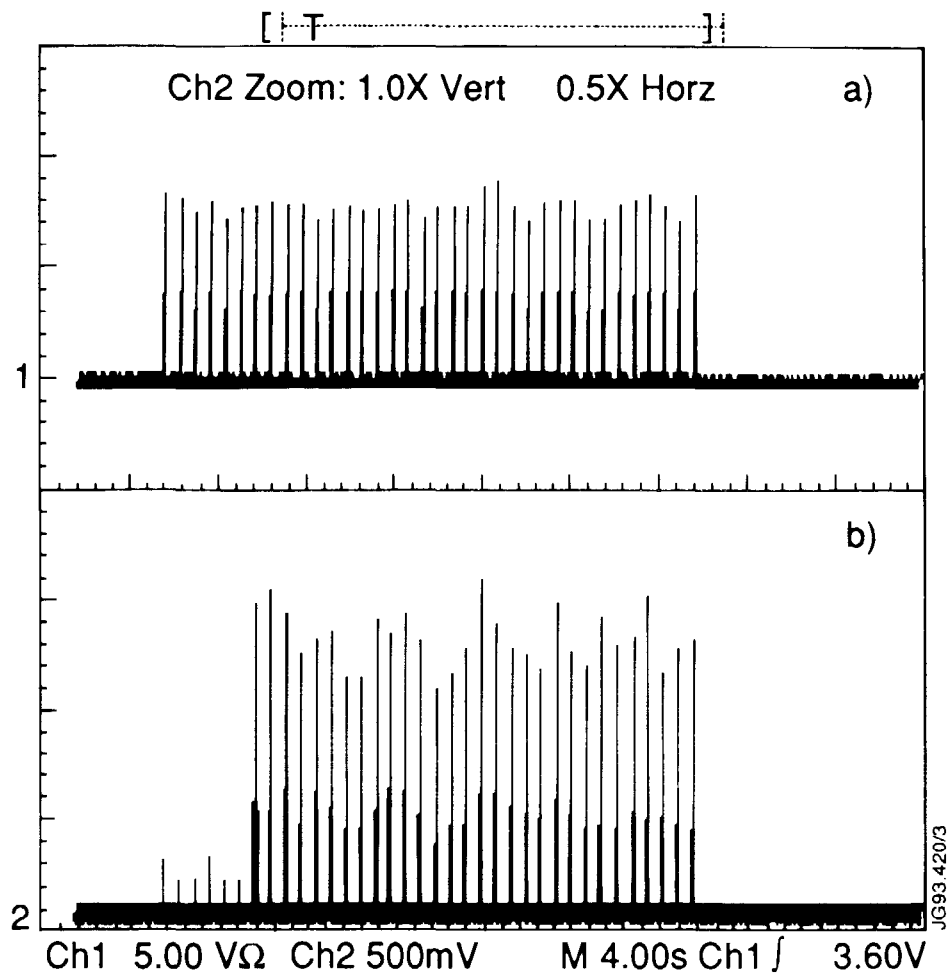 [ T ]
Ch2 Zoom: 1.0X Vert 0.5X Horz a)
1
b)
2
Ch1 5.00 VΩ Ch2 500mV M 4.00s Ch1 ∫ 3.60V
JG93.420/3